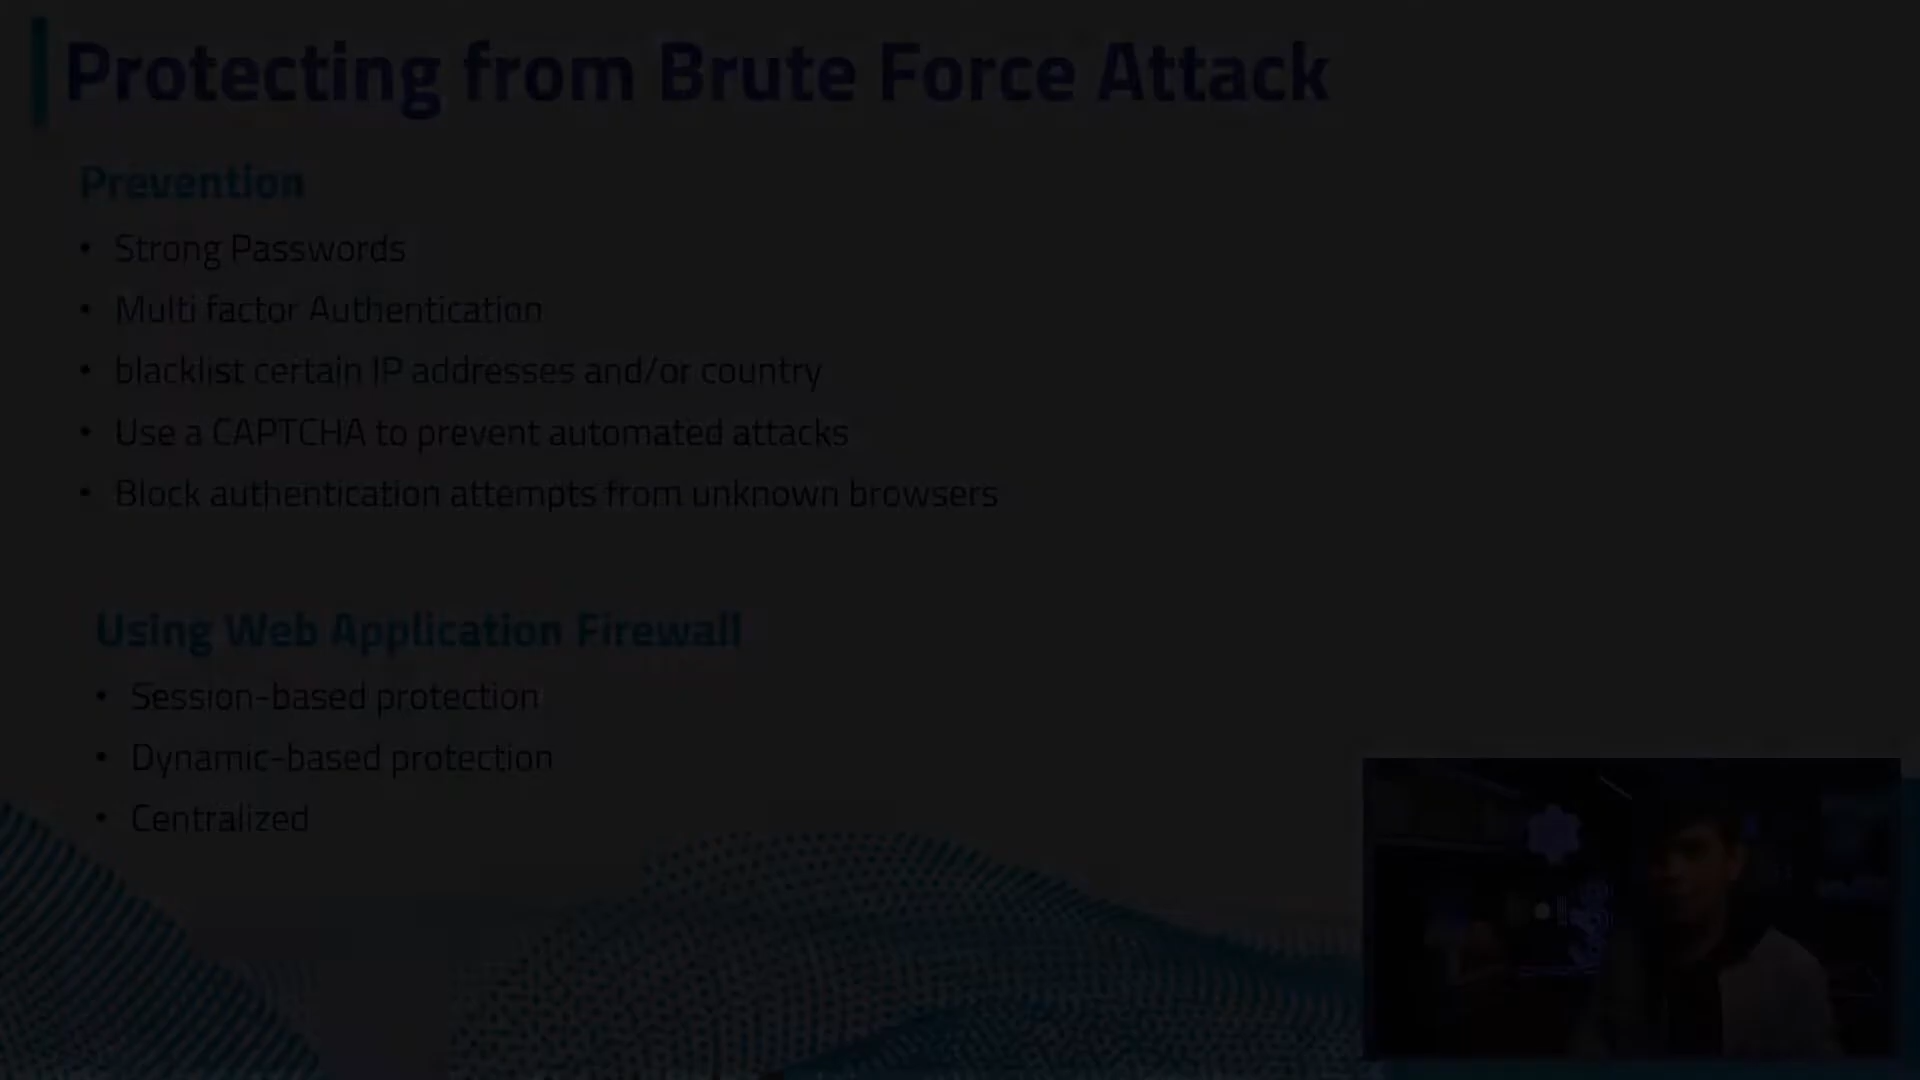 Protecting from Brute Force Attack
Prevention
• Strong Passwords
• Multi factor Authentication
• blacklist certain IP addresses and/or country
• Use a CAPTCHA to prevent automated attacks
• Block authentication attempts from unknown browsers
Using Web Application Firewall
• Session-based protection
• Dynamic-based protection
• Centralized